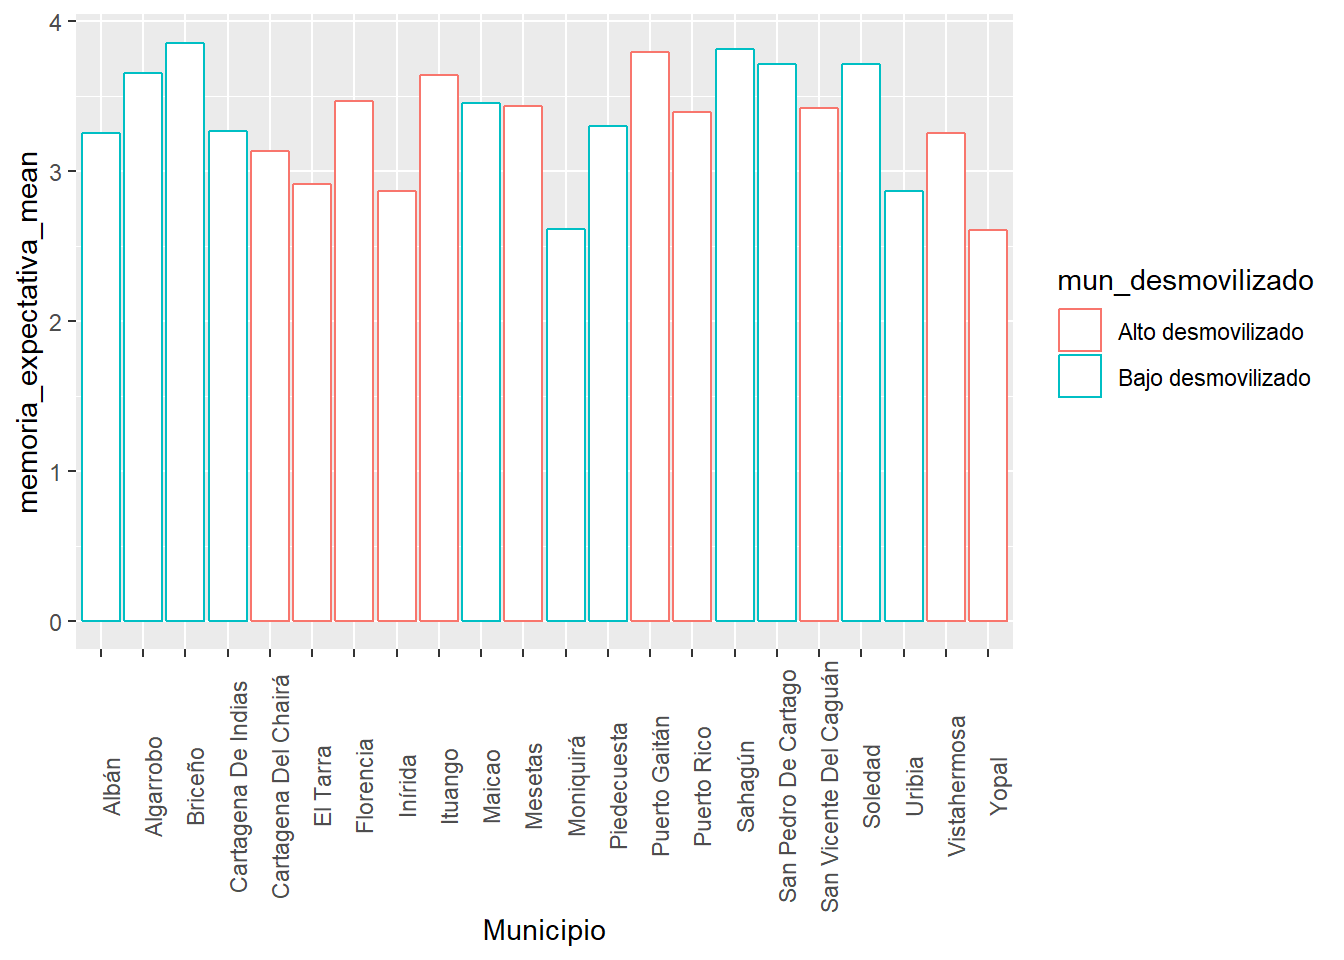 4
3
2
1
0
memoria_expectativa_mean
Albán
Algarrobo
Briceño
Cartagena De Indias
Cartagena Del Chairá
El Tarra
Florencia
Inírida
Ituango
Maicao
Mesetas
Moniquirá
Piedecuesta
Puerto Gaitán
Puerto Rico
Sahagún
San Pedro De Cartago
San Vicente Del Caguán
Soledad
Uribia
Vistahermosa
Yopal
Municipio
mun_desmovilizado
Alto desmovilizado
Bajo desmovilizado